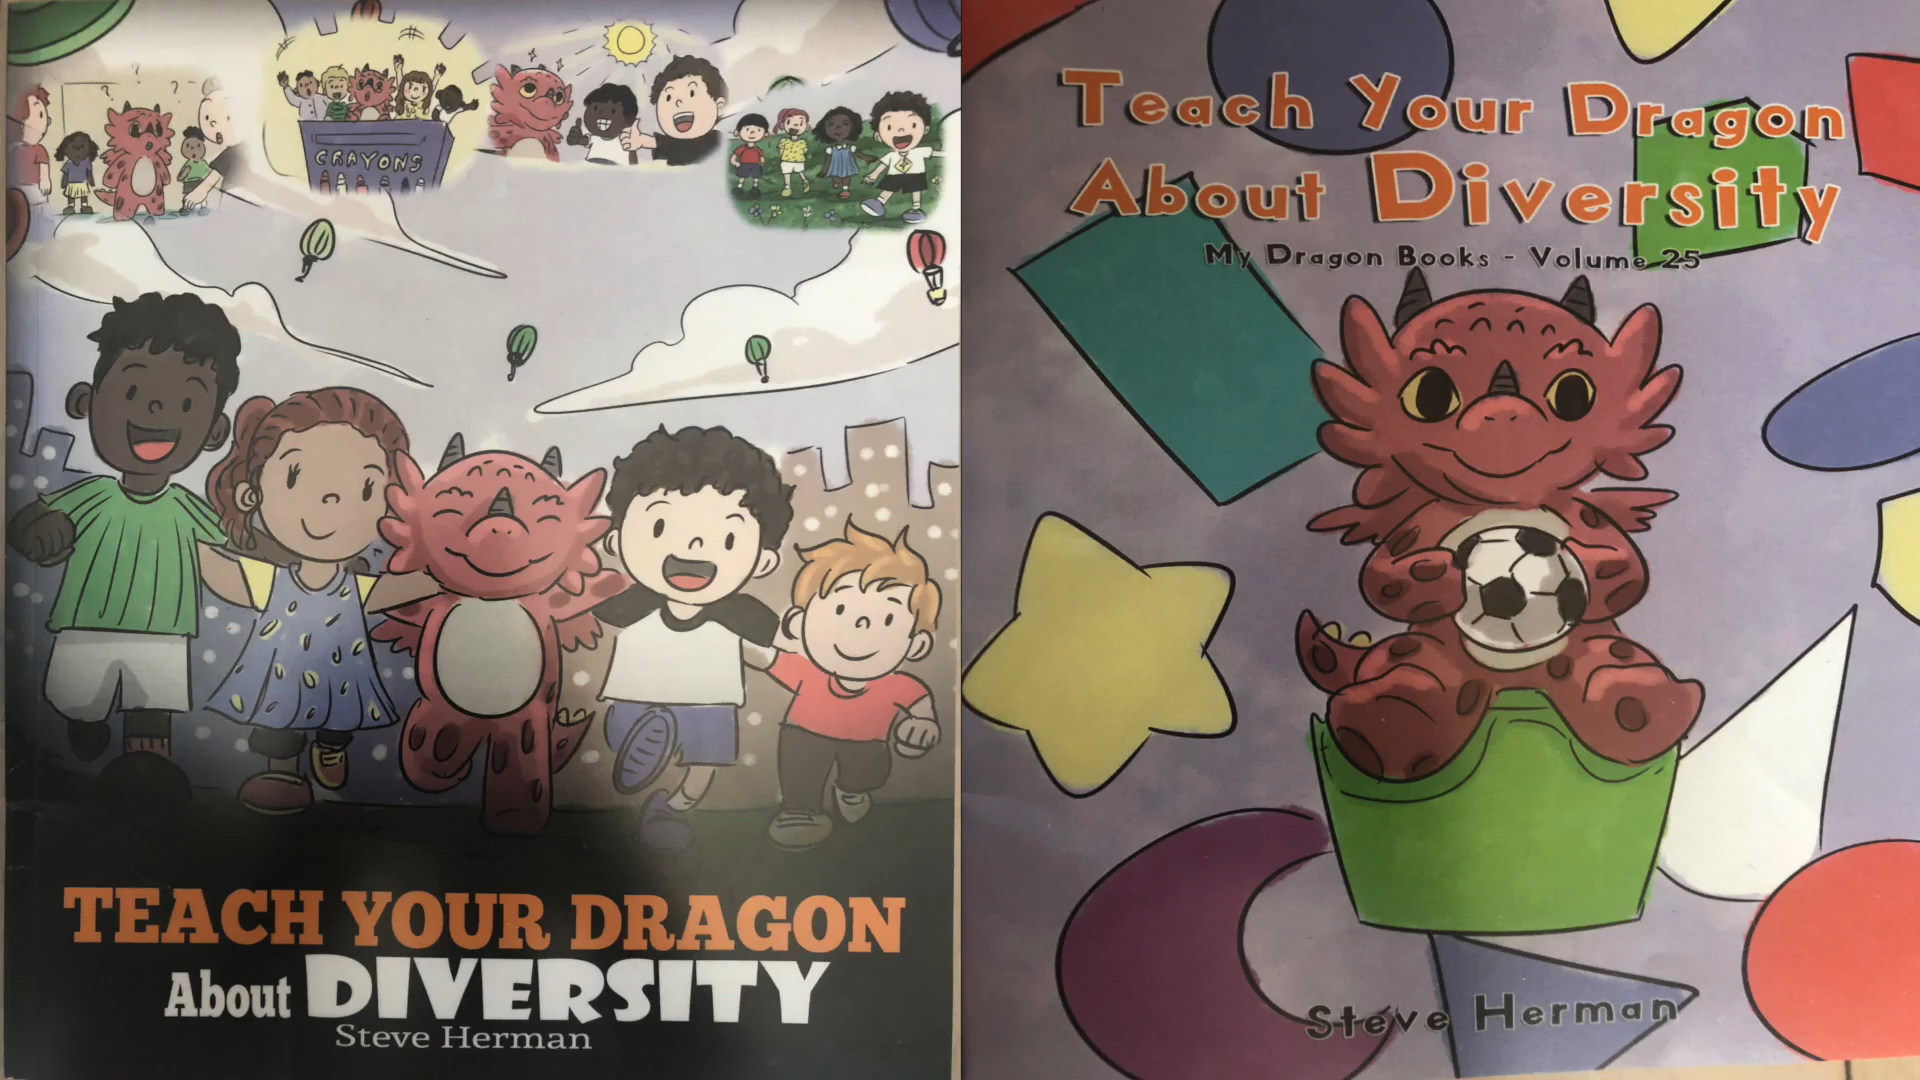 CRAYONS
TEACH YOUR DRAGON
About DIVERSITY
Steve Herman
Teach Your Dragon
About Diversity
My Dragon Books - Volume 25
Steve Herman